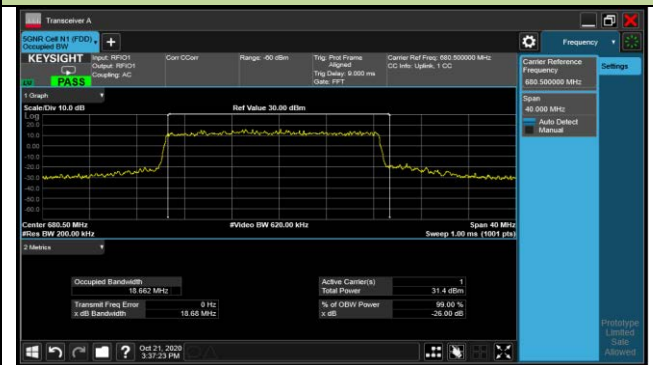 Transceiver A
5GNR Cell N1 (FDD)
Occupied BW
Frequency
KEYSIGHT
Input: RFIO1
Output: RFIO1
Coupling: AC
Corr CCorr
Range: -60 dBm
Trig: Prot Frame
Aligned
Trig Delay: 9.000 ms
Gate: FFT
Carrier Ref Freq: 680.500000 MHz
CC Info: Uplink, 1 CC
PASS
Carrier Reference
Frequency
680.500000 MHz
Settings
Span
40.000 MHz
Auto Detect
Manual
1 Graph
Scale/Div 10.0 dB
Ref Value 30.00 dBm
Log
20.0
10.0
0.00
-10.0
-20.0
-30.0
-40.0
-50.0
-60.0
Center 680.50 MHz
#Video BW 620.00 kHz
Span 40 MHz
#Res BW 200.00 kHz
Sweep 1.00 ms (1001 pts)
2 Metrics
Occupied Bandwidth
18.662 MHz
Active Carrier(s) 1
Total Power 31.4 dBm
Transmit Freq Error 0 Hz
x dB Bandwidth 18.68 MHz
% of OBW Power 99.00 %
x dB -26.00 dB
Prototype
Limited
Sale
Allowed
Oct 21, 2020
3:37:23 PM